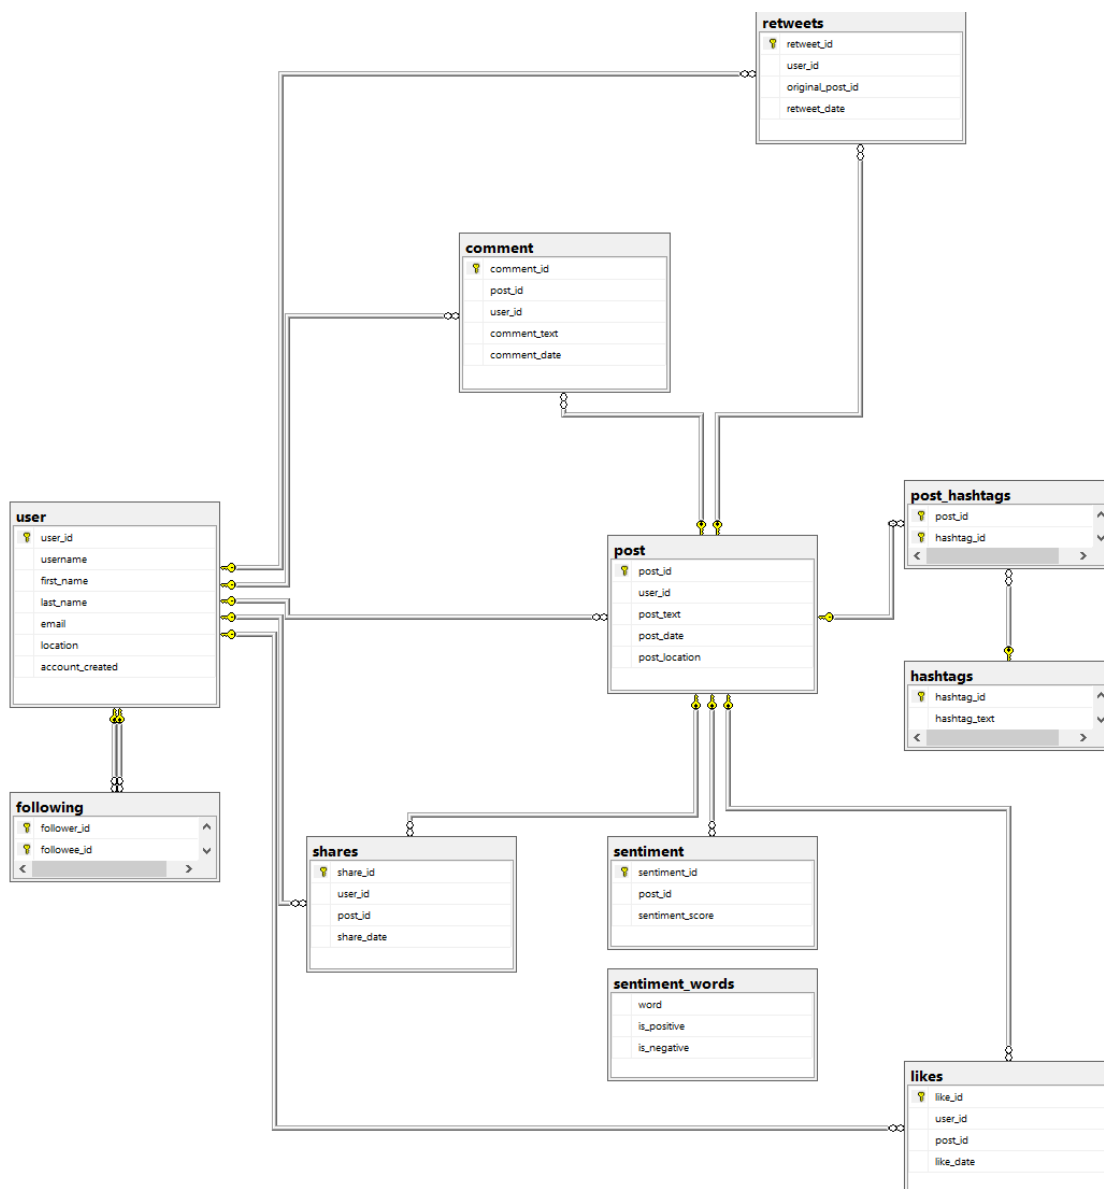 retweets
retweet_id
user_id
original_post_id
retweet_date
comment
comment_id
post_id
user_id
comment_text
comment_date
user
user_id
username
first_name
last_name
email
location
account_created
post
post_id
user_id
post_text
post_date
post_location
post_hashtags
post_id
hashtag_id
hashtags
hashtag_id
hashtag_text
following
follower_id
followee_id
shares
share_id
user_id
post_id
share_date
sentiment
sentiment_id
post_id
sentiment_score
sentiment_words
word
is_positive
is_negative
likes
like_id
user_id
post_id
like_date